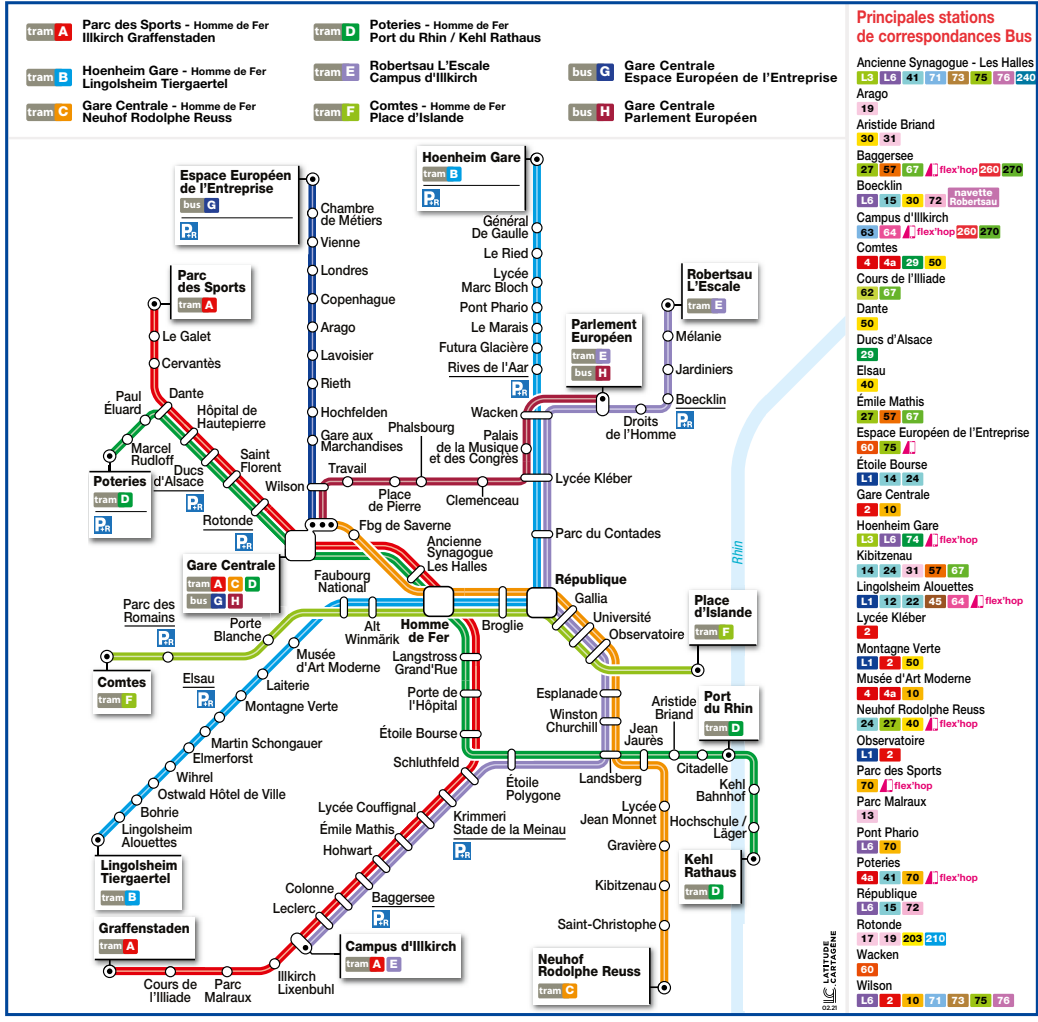 tram A Parc des Sports - Homme de Fer
Illkirch Graffenstaden
tram B Hoenheim Gare - Homme de Fer
Lingolsheim Tiergaertel
tram C Gare Centrale - Homme de Fer
Neuhof Rodolphe Reuss
tram D Poteries - Homme de Fer
Port du Rhin / Kehl Rathaus
tram E Robertsau L'Escale
Campus d'Illkirch
tram F Comtes - Homme de Fer
Place d'Islande
bus G Gare Centrale
Espace Européen de l'Entreprise
bus H Gare Centrale
Parlement Européen
Espace Européen
de l'Entreprise
bus G
P+R
Chambre
de Métiers
Vienne
Londres
Copenhague
Arago
Lavoisier
Rieth
Hochfelden
Gare aux
Marchandises
Wilson
Hoenheim Gare
tram B
P+R
Général
De Gaulle
Le Ried
Lycée
Marc Bloch
Pont Phario
Le Marais
Futura Glacière
Rives de l'Aar
P+R
Wacken
Palais
de la Musique
et des Congrès
Lycée Kléber
Parc du Contades
Parlement
Européen
tram E
bus H
Robertsau
L'Escale
tram E
Mélanie
Jardiniers
Boecklin
P+R
Droits
de l'Homme
Phalsbourg
Travail
Place
de Pierre
Clemenceau
Parc
des Sports
tram A
Le Galet
Cervantès
Dante
Paul
Éluard
Marcel
Rudloff
Poteries
tram D
P+R
Hôpital de
Hautepierre
Ducs
d'Alsace
P+R
Saint
Florent
Rotonde
P+R
Gare Centrale
tram A C D
bus G H
Fbg de Saverne
Ancienne
Synagogue
Les Halles
Faubourg
National
Alt
Winmärik
Homme
de Fer
Broglie
République
Gallia
Université
Observatoire
Place
d'Islande
tram F
Parc des
Romains
P+R
Porte
Blanche
Comtes
tram F
Elsau
P+R
Musée
d'Art Moderne
Laiterie
Montagne Verte
Martin Schongauer
Elmerforst
Wihrel
Ostwald Hôtel de Ville
Bohrie
Lingolsheim
Alouettes
Lingolsheim
Tiergaertel
tram B
Langstross
Grand'Rue
Porte de
l'Hôpital
Étoile Bourse
Schluthfeld
Étoile
Polygone
Krimmeri
Stade de la Meinau
P+R
Lycée Couffignal
Émile Mathis
Hohwart
Baggersee
P+R
Colonne
Leclerc
Campus d'Illkirch
tram A E
Illkirch
Lixenbuhl
Parc
Malraux
Cours de
l'Illiade
Graffenstaden
tram A
Esplanade
Winston
Churchill
Landsberg
Jean
Jaurès
Aristide
Briand
Citadelle
Port
du Rhin
tram D
Kehl
Bahnhof
Hochschule /
Läger
Kehl
Rathaus
tram D
Lycée
Jean Monnet
Gravière
Kibitzenau
Saint-Christophe
Neuhof
Rodolphe Reuss
tram C
Rhin
LATITUDE
CARTAGÈNE
02.21
Principales stations
de correspondances Bus
Ancienne Synagogue - Les Halles
L3 L6 41 71 73 75 76 240
Arago
19
Aristide Briand
30 31
Baggersee
27 57 67 flex'hop 260 270
Boecklin
L6 15 30 72 navette Robertsau
Campus d'Illkirch
63 64 flex'hop 260 270
Comtes
4 4a 29 50
Cours de l'Illiade
62 67
Dante
50
Ducs d'Alsace
29
Elsau
40
Émile Mathis
27 57 67
Espace Européen de l'Entreprise
60 75
Étoile Bourse
L1 14 24
Gare Centrale
2 10
Hoenheim Gare
L3 L6 74 flex'hop
Kibitzenau
14 24 31 57 67
Lingolsheim Alouettes
L1 12 22 45 64 flex'hop
Lycée Kléber
2
Montagne Verte
L1 2 50
Musée d'Art Moderne
4 4a 10
Neuhof Rodolphe Reuss
24 27 40 flex'hop
Observatoire
L1 2
Parc des Sports
70 flex'hop
Parc Malraux
13
Pont Phario
L6 70
Poteries
4a 41 70 flex'hop
République
L6 15 72
Rotonde
17 19 203 210
Wacken
60
Wilson
L6 2 10 71 73 75 76